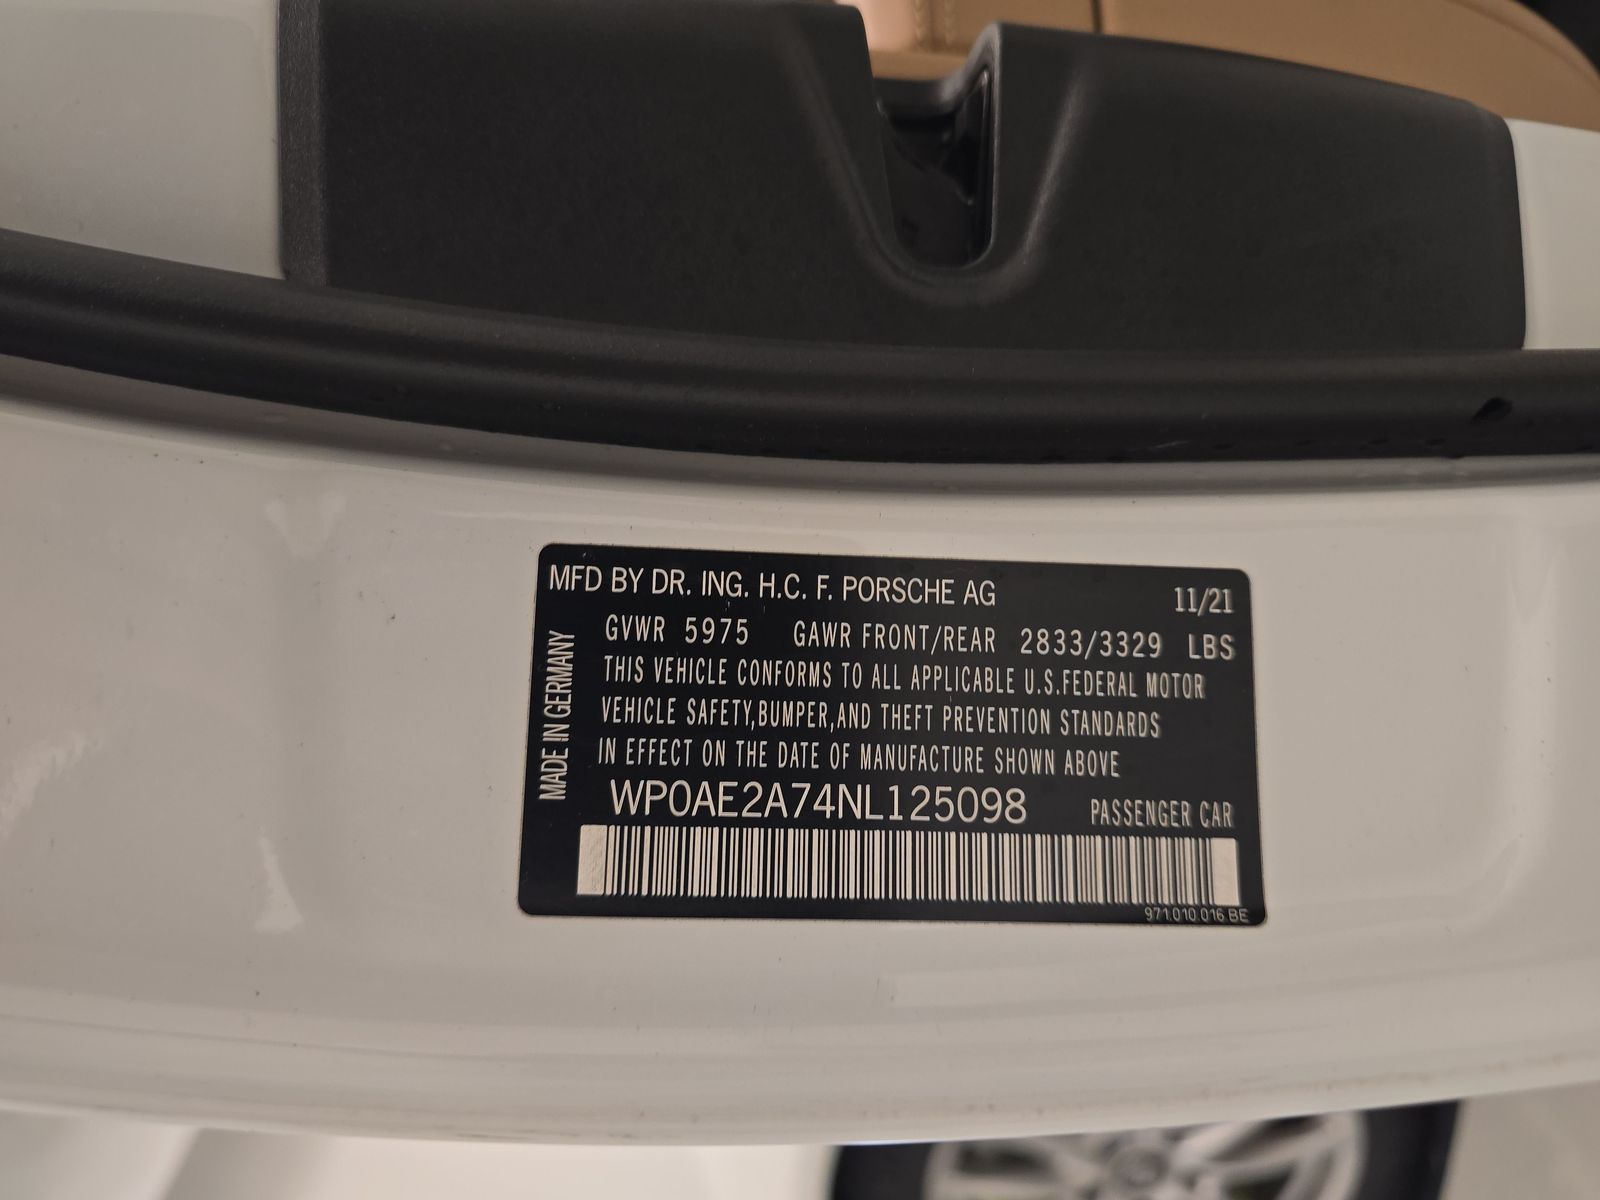 MFD BY DR. ING. H.C. F. PORSCHE AG 11/21
GVWR 5975 GAWR FRONT/REAR 2833/3329 LBS
THIS VEHICLE CONFORMS TO ALL APPLICABLE U.S.FEDERAL MOTOR
VEHICLE SAFETY,BUMPER,AND THEFT PREVENTION STANDARDS
IN EFFECT ON THE DATE OF MANUFACTURE SHOWN ABOVE
WP0AE2A74NL125098 PASSENGER CAR
971.010.016.BE
MADE IN GERMANY